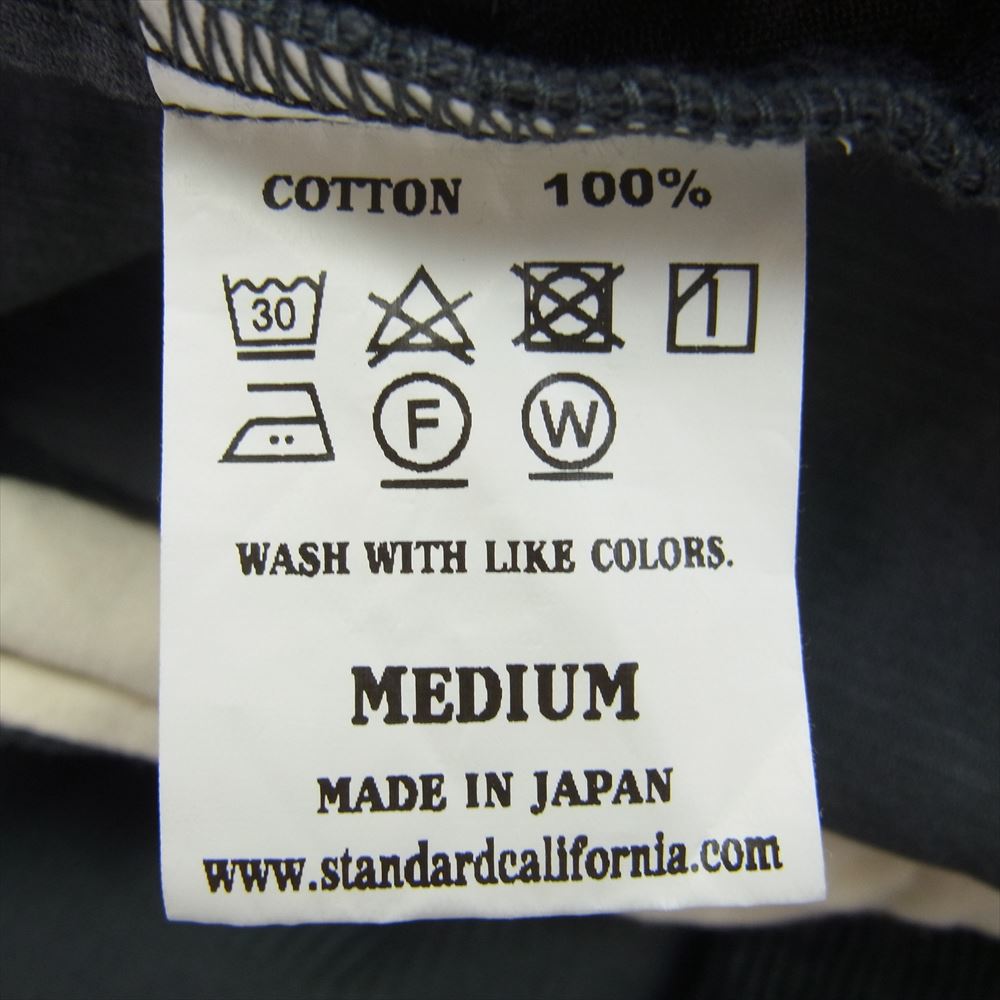 COTTON 100%
30
F W
WASH WITH LIKE COLORS.
MEDIUM
MADE IN JAPAN
www.standardcalifornia.com